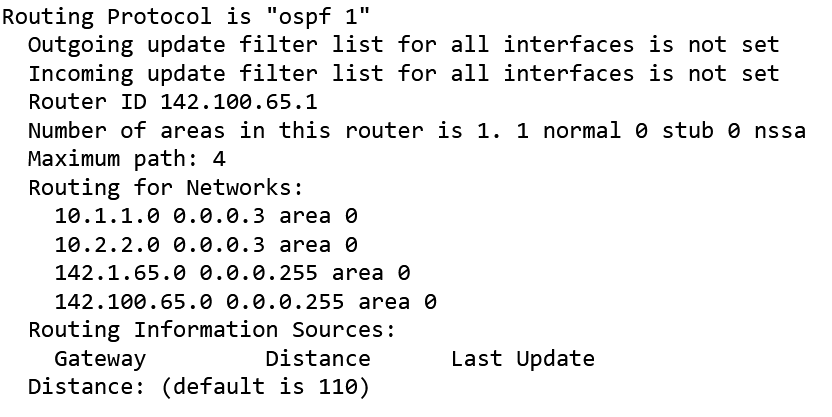 Routing Protocol is "ospf 1"
  Outgoing update filter list for all interfaces is not set
  Incoming update filter list for all interfaces is not set
  Router ID 142.100.65.1
  Number of areas in this router is 1. 1 normal 0 stub 0 nssa
  Maximum path: 4
  Routing for Networks:
    10.1.1.0 0.0.0.3 area 0
    10.2.2.0 0.0.0.3 area 0
    142.1.65.0 0.0.0.255 area 0
    142.100.65.0 0.0.0.255 area 0
  Routing Information Sources:
    Gateway         Distance      Last Update
  Distance: (default is 110)